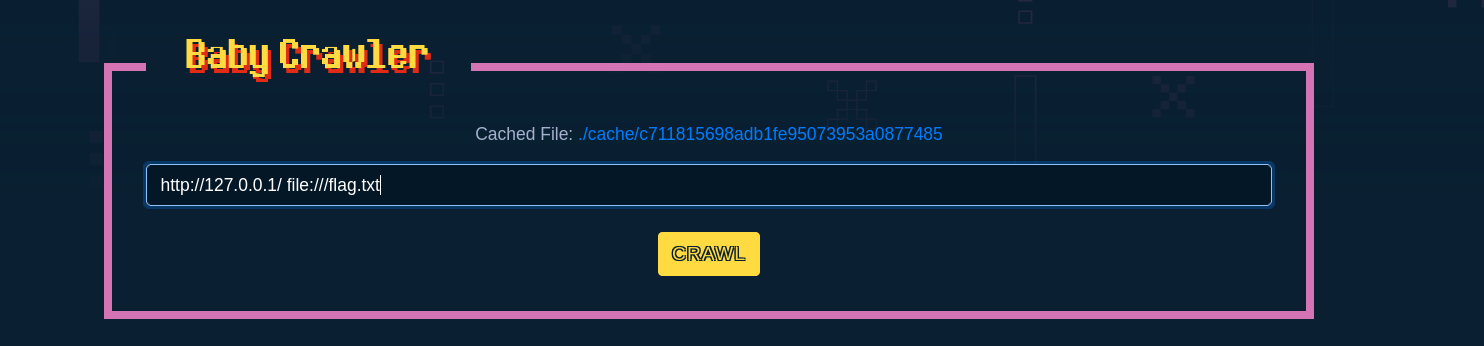 Baby Crawler
Cached File: ./cache/c711815698adb1fe95073953a0877485
http://127.0.0.1/ file:///flag.txt
CRAWL